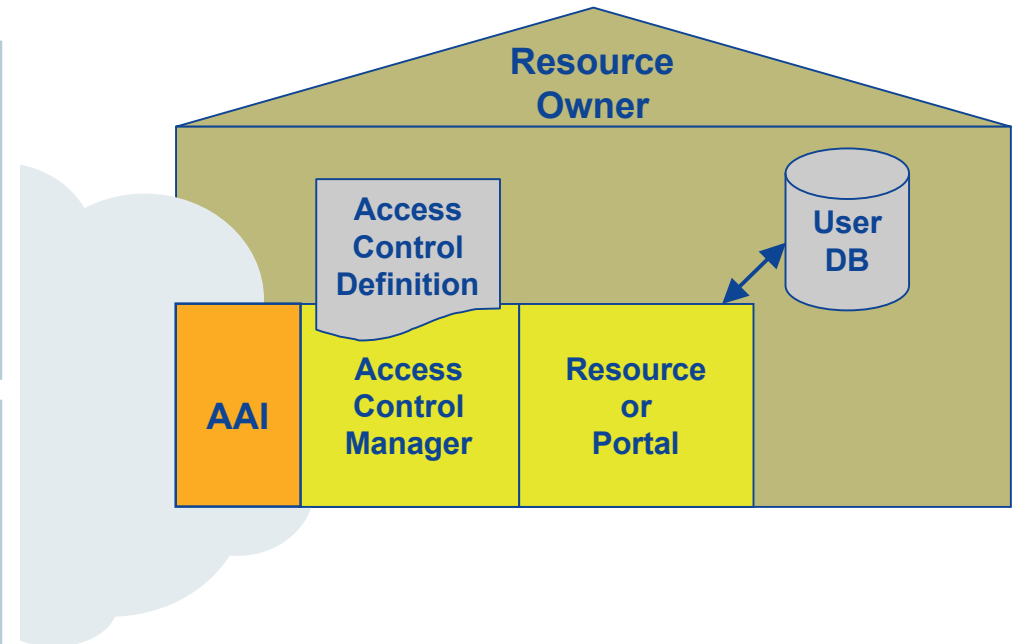 Resource
Owner
Access
Control
Definition
User
DB
AAI
Access
Control
Manager
Resource
or
Portal